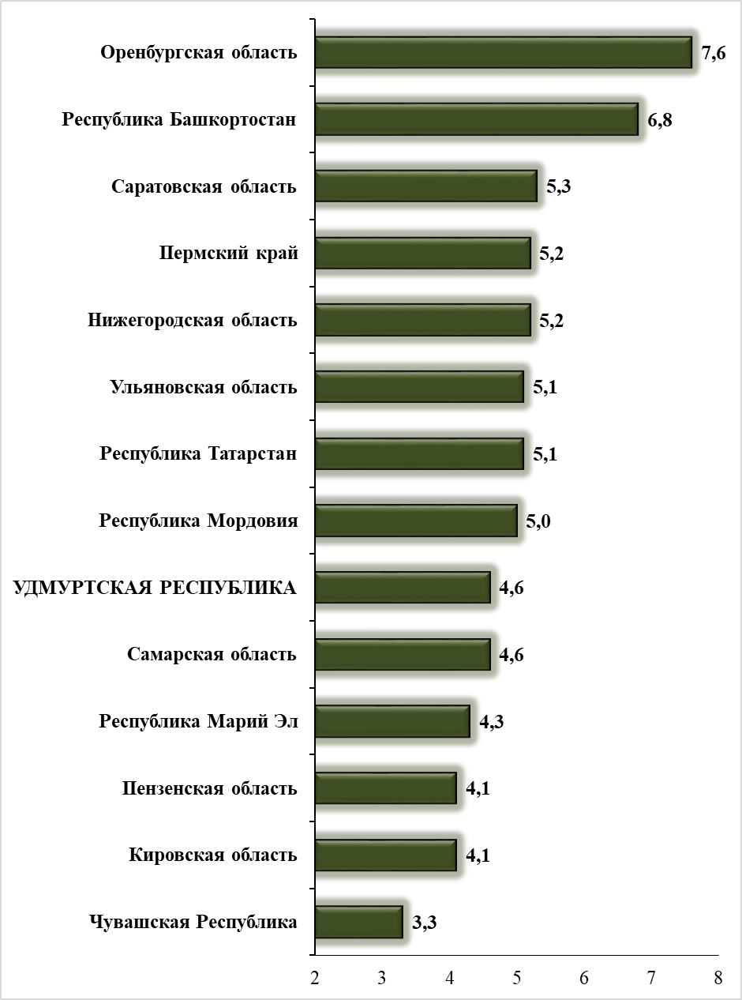 Оренбургская область 7,6
Республика Башкортостан 6,8
Саратовская область 5,3
Пермский край 5,2
Нижегородская область 5,2
Ульяновская область 5,1
Республика Татарстан 5,1
Республика Мордовия 5,0
УДМУРТСКАЯ РЕСПУБЛИКА 4,6
Самарская область 4,6
Республика Марий Эл 4,3
Пензенская область 4,1
Кировская область 4,1
Чувашская Республика 3,3
2 3 4 5 6 7 8